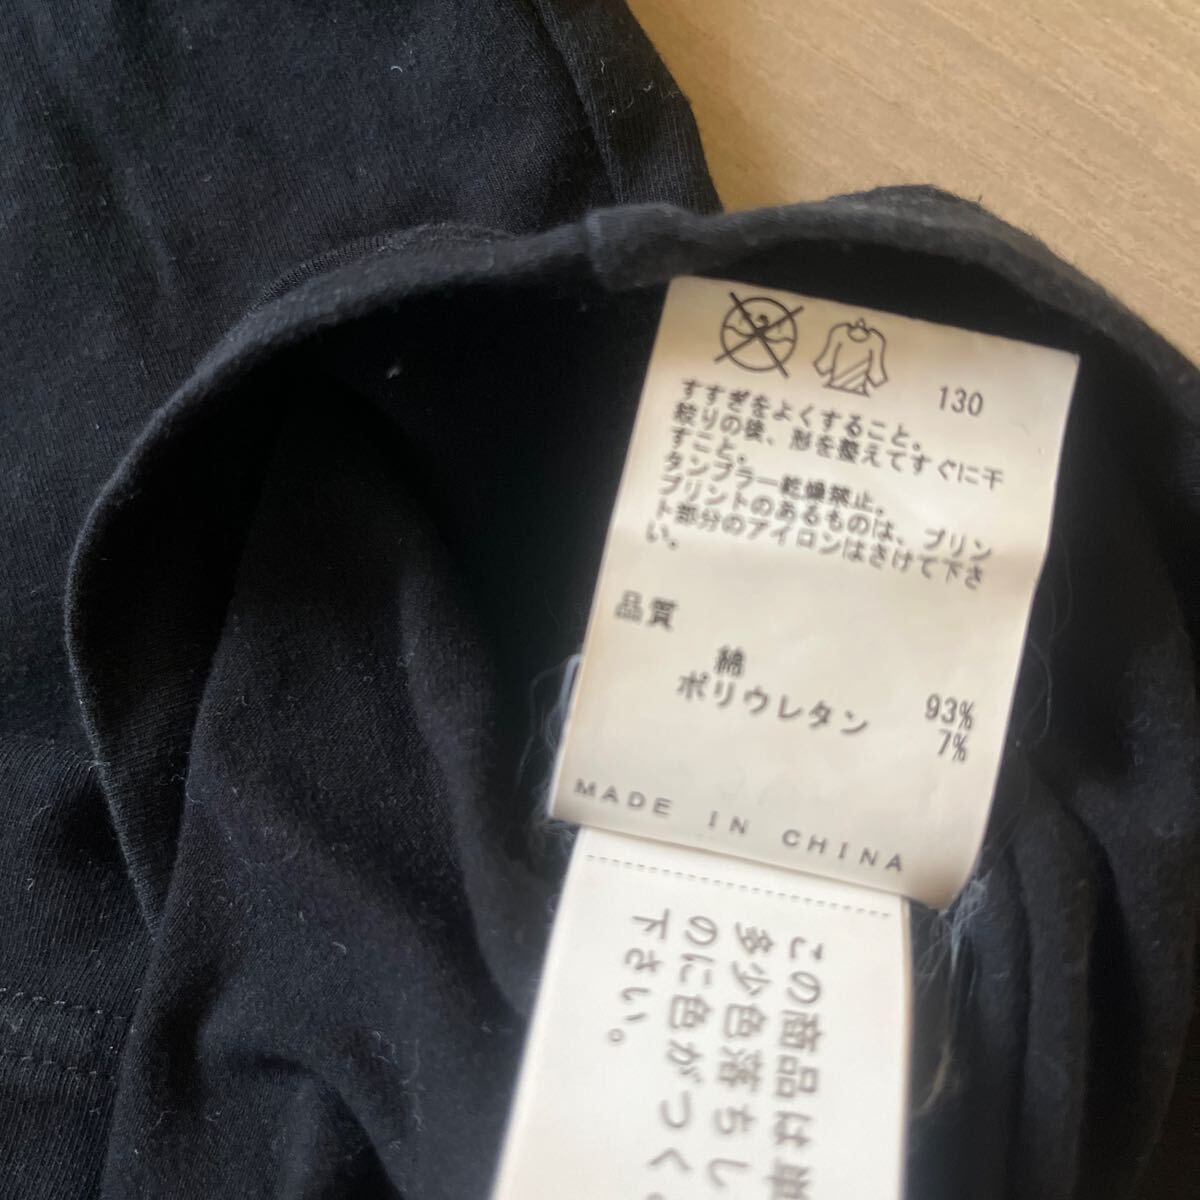 130
すすぎをよくすること。
絞りの後、形を整えてすぐに干
すこと。
タンブラー乾燥禁止。
プリントのあるものは、プリン
ト部分のアイロンはさけて下さ
い。
品質
綿 93%
ポリウレタン 7%
MADE IN CHINA
この商品は単
多少色落ちし
のに色がつく
下さい。